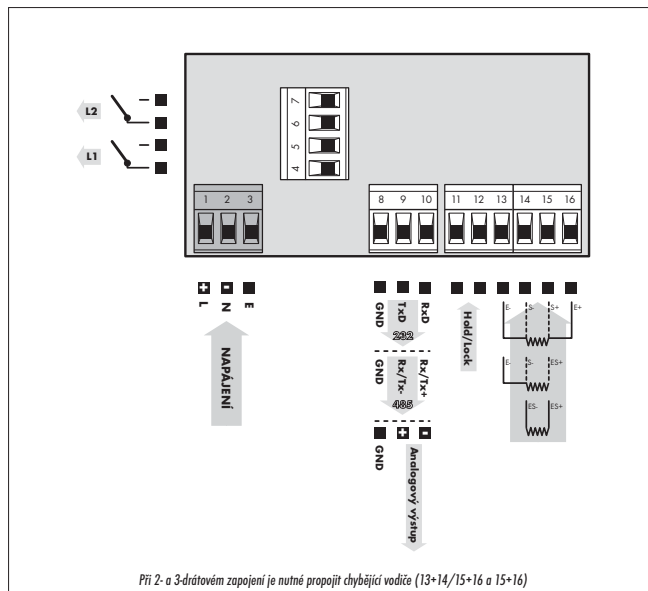 L2
L1
7
6
5
4
1 2 3
8 9 10
11 12 13
14 15 16
+ L
- N
E
NAPÁJENÍ
GND
TxD
RxD
232
GND
Rx/Tx-
Rx/Tx+
485
GND
+
-
Analogový výstup
Hold/Lock
E- S- S+ E+
E- S- ES+
ES- ES+
Při 2- a 3-drátovém zapojení je nutné propojit chybějící vodiče (13+14/15+16 a 15+16)